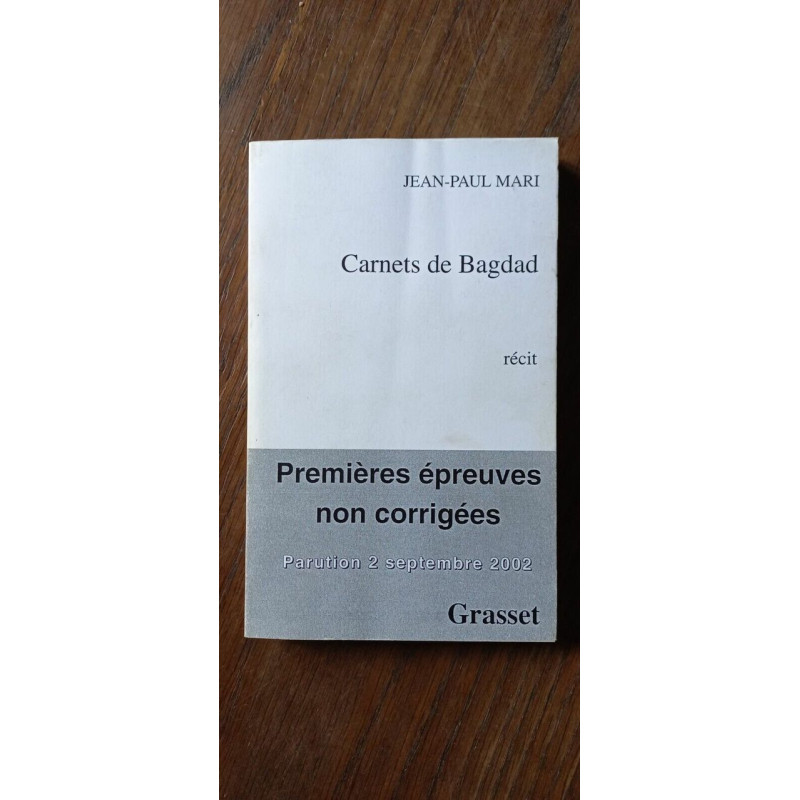 JEAN-PAUL MARI
Carnets de Bagdad
récit
Premières épreuves
non corrigées
Parution 2 septembre 2002
Grasset